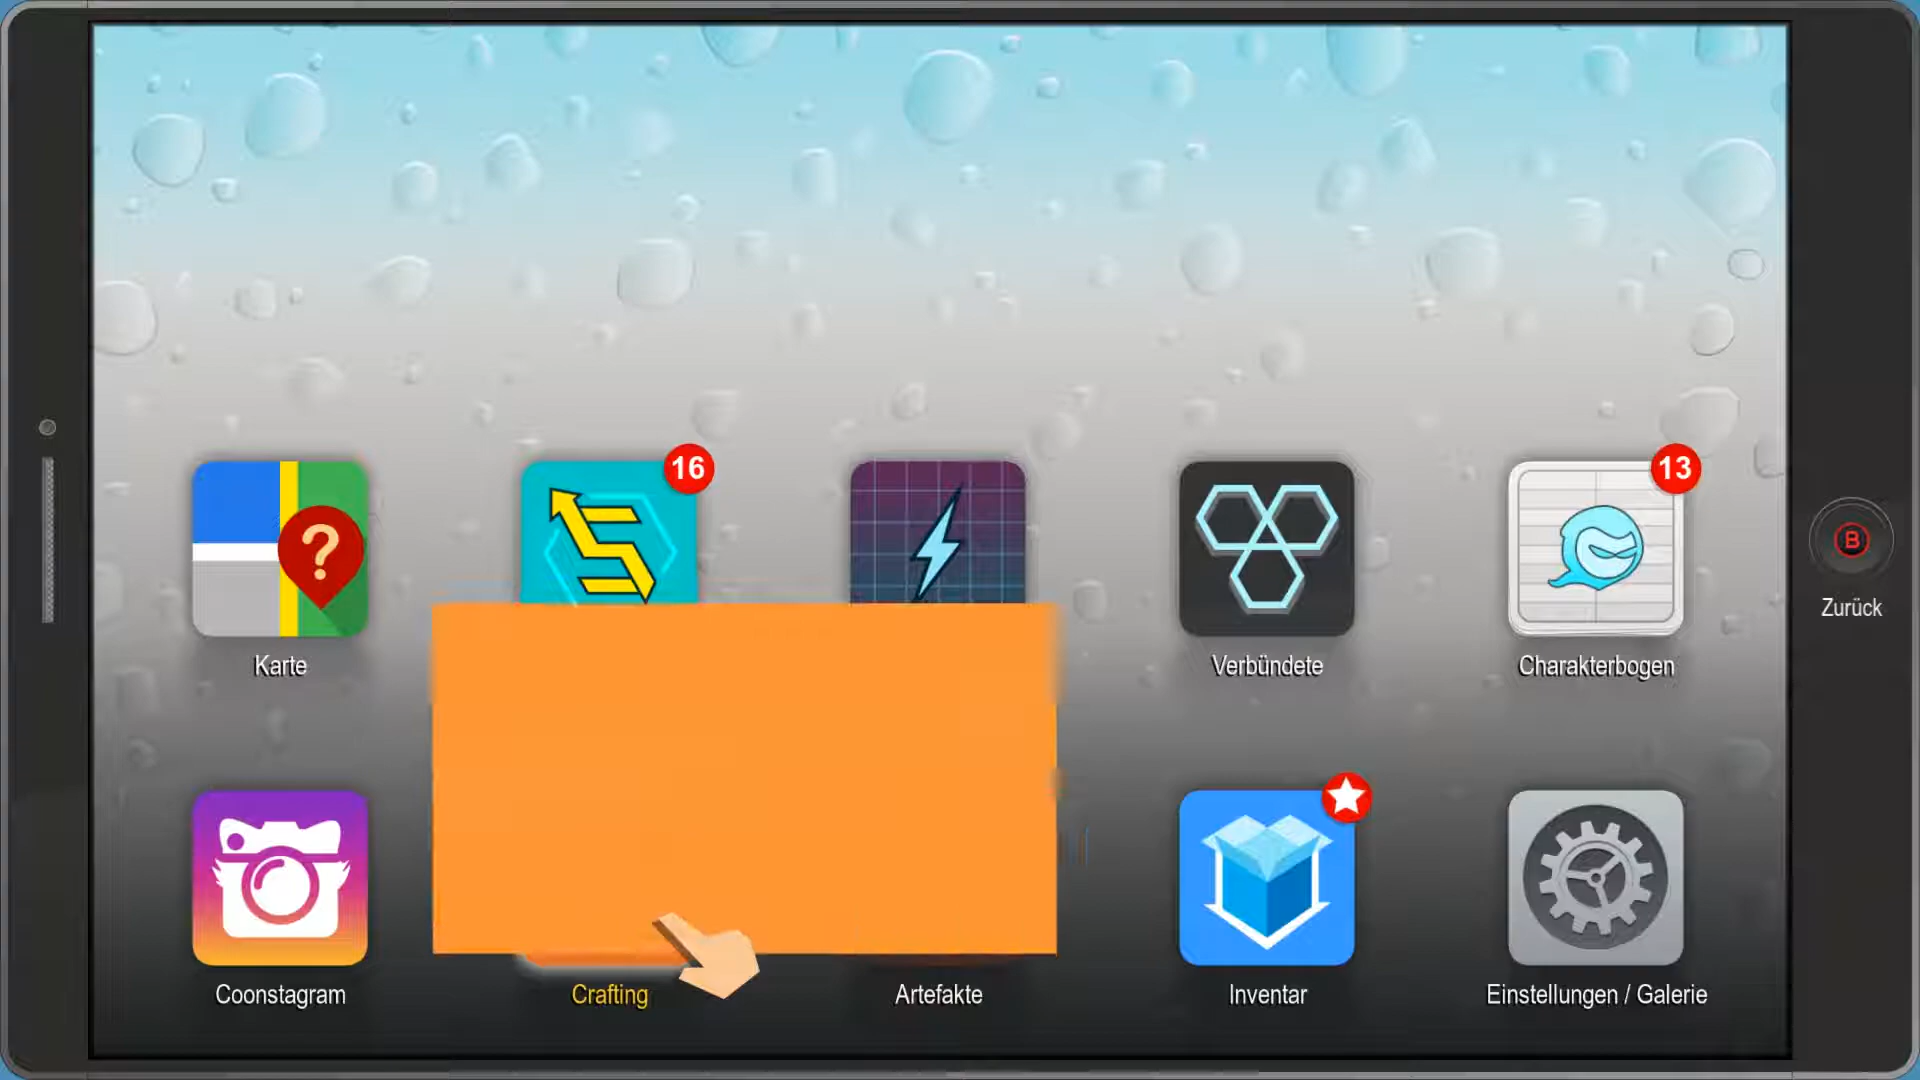 16
13
?
B
Zurück
Karte
Verbündete
Charakterbogen
Coonstagram
Crafting
Artefakte
Inventar
Einstellungen / Galerie